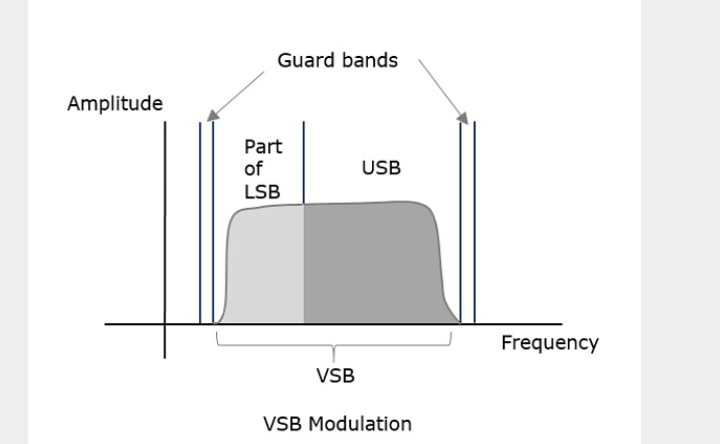 Guard bands
Amplitude
Part
of
LSB
USB
Frequency
VSB
VSB Modulation